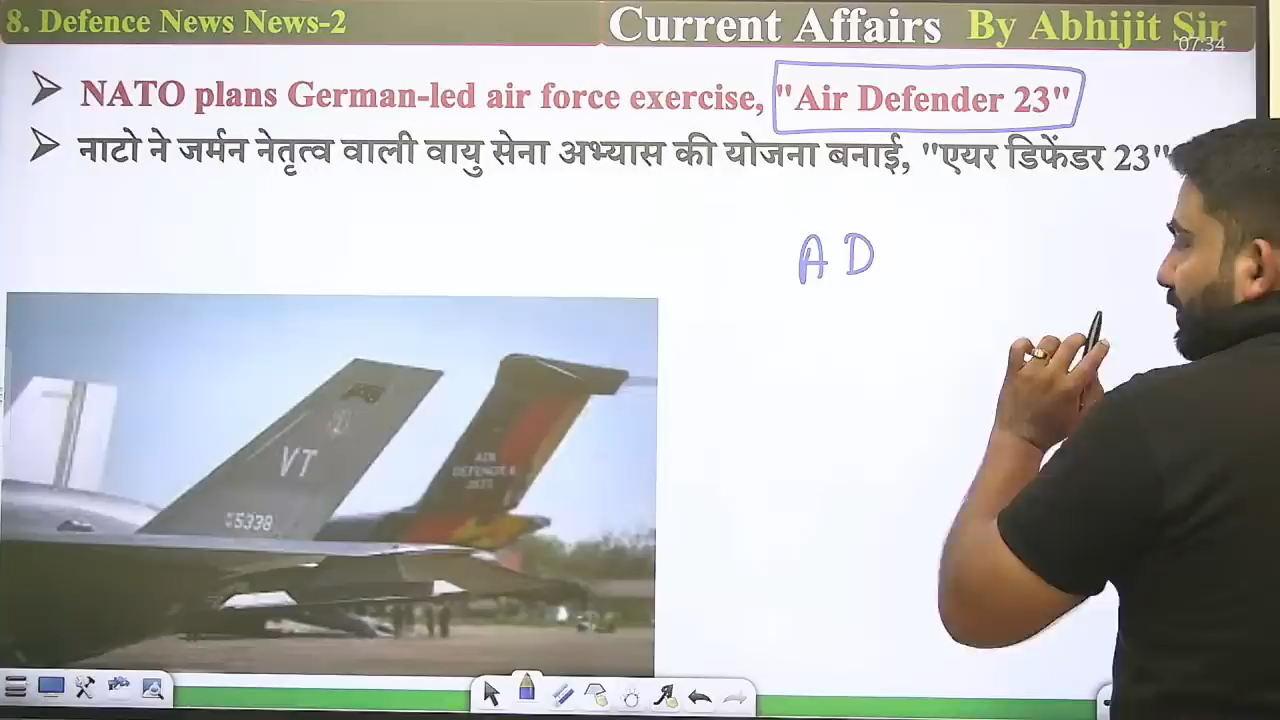 8. Defence News News-2
Current Affairs By Abhijit Sir
07:34
➢ NATO plans German-led air force exercise, "Air Defender 23"
➢ नाटो ने जर्मन नेतृत्व वाली वायु सेना अभ्यास की योजना बनाई, "एयर डिफेंडर 23"
A D
VT
5338
AIR
DEFENDER